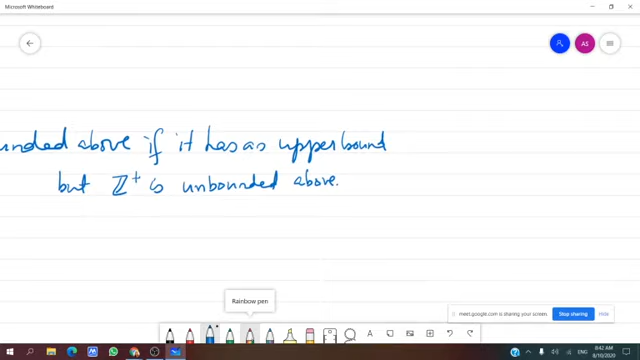 Microsoft Whiteboard
AS
unded above if it has as upper bound
but ℤ⁺ is unbounded above.
Rainbow pen
meet.google.com is sharing your screen.
Stop sharing
Hide
A
ENG
8:42 AM
8/10/2020